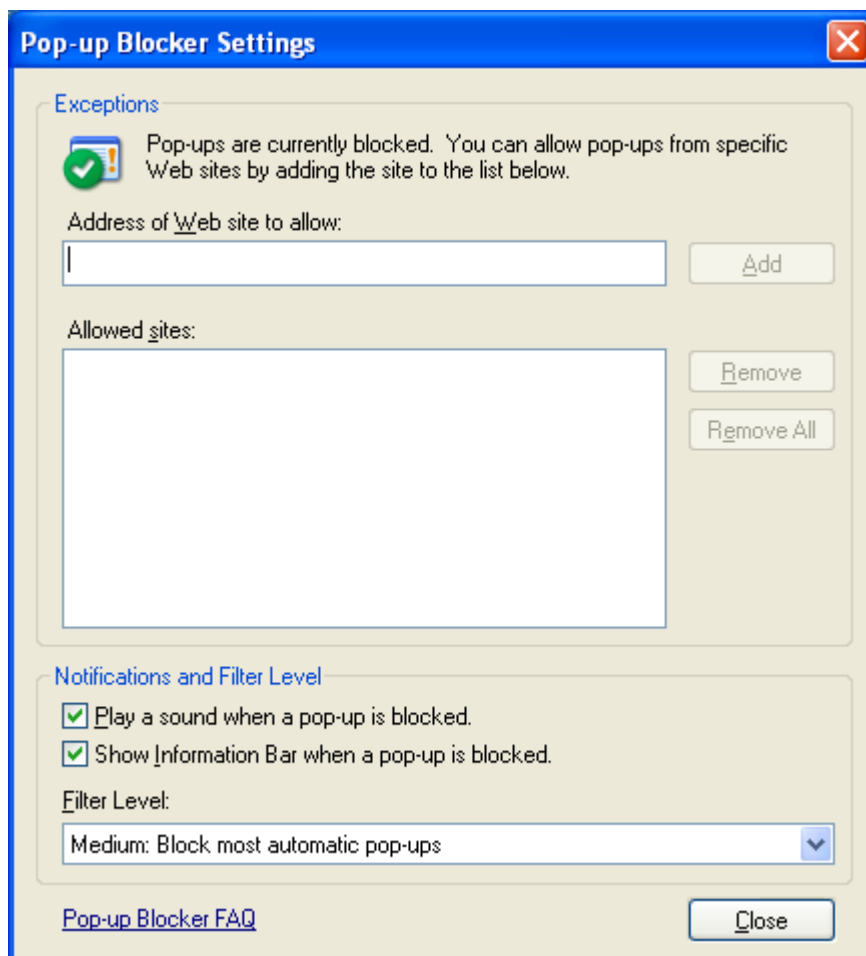 Pop-up Blocker Settings
Exceptions
Pop-ups are currently blocked. You can allow pop-ups from specific
Web sites by adding the site to the list below.
Address of Web site to allow:
Add
Allowed sites:
Remove
Remove All
Notifications and Filter Level
Play a sound when a pop-up is blocked.
Show Information Bar when a pop-up is blocked.
Filter Level:
Medium: Block most automatic pop-ups
Pop-up Blocker FAQ
Close